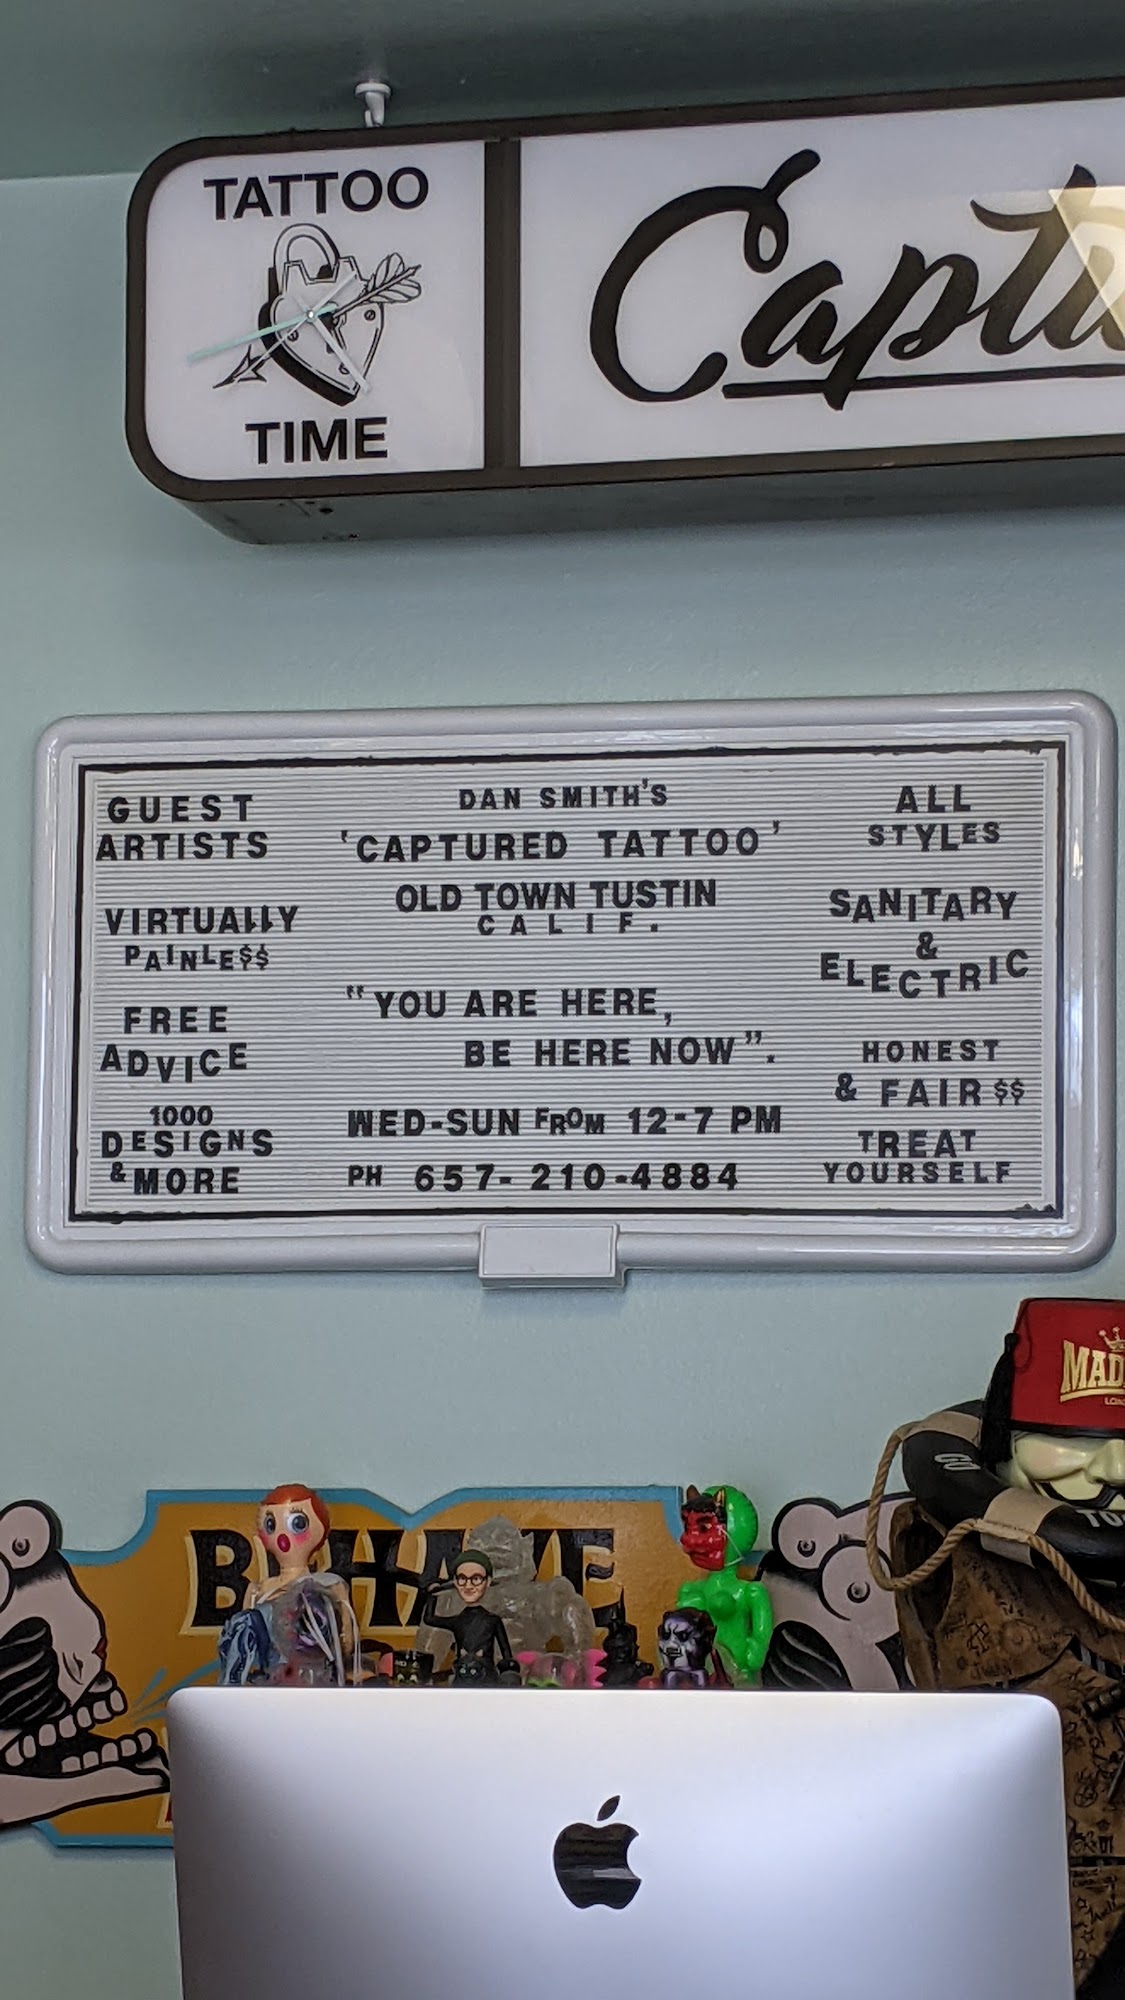 TATTOO
TIME
GUEST
ARTISTS
VIRTUALLY
PAINLE$$
FREE
ADVICE
1000
DESIGNS
& MORE
DAN SMITH'S
'CAPTURED TATTOO'
OLD TOWN TUSTIN
CALIF.
"YOU ARE HERE,
BE HERE NOW".
WED-SUN FROM 12-7 PM
PH 657-210-4884
ALL
STYLES
SANITARY
&
ELECTRIC
HONEST
& FAIR $$
TREAT
YOURSELF
BEHAVE